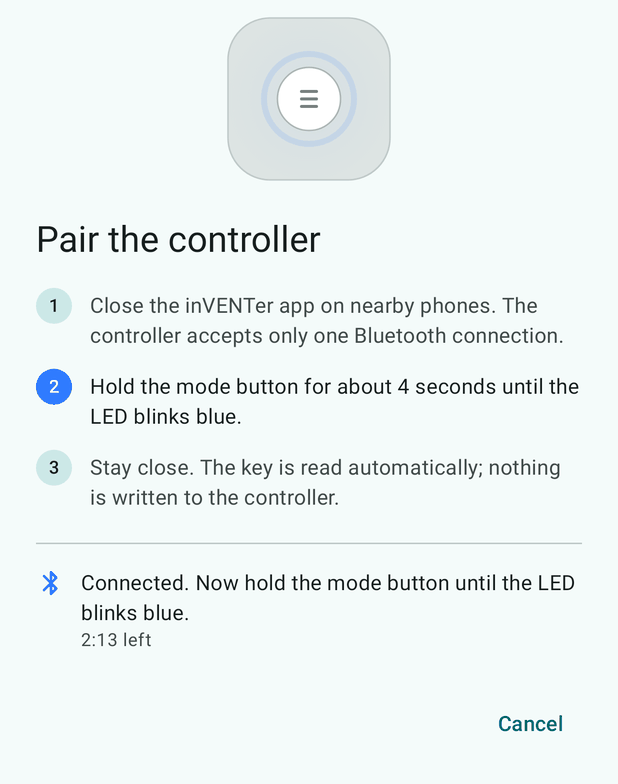 Pair the controller
1
Close the inVENTer app on nearby phones. The
controller accepts only one Bluetooth connection.
2
Hold the mode button for about 4 seconds until the
LED blinks blue.
3
Stay close. The key is read automatically; nothing
is written to the controller.
Connected. Now hold the mode button until the LED
blinks blue.
2:13 left
Cancel